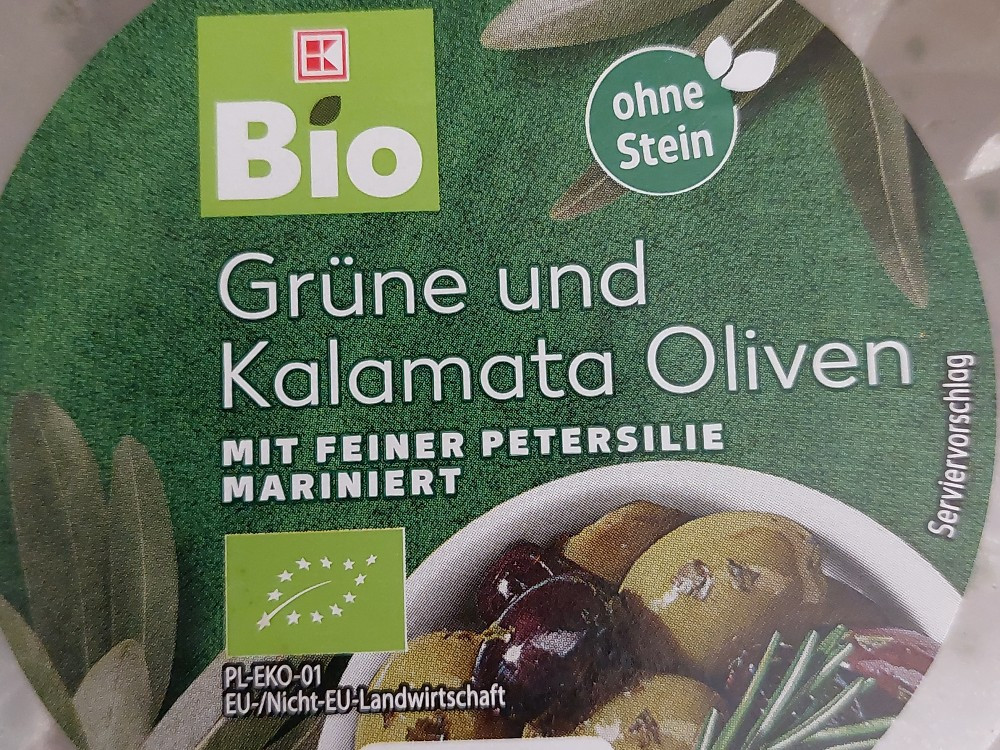 K
Bio
ohne
Stein
Grüne und
Kalamata Oliven
MIT FEINER PETERSILIE
MARINIERT
Serviervorschlag
PL-EKO-01
EU-/Nicht-EU-Landwirtschaft